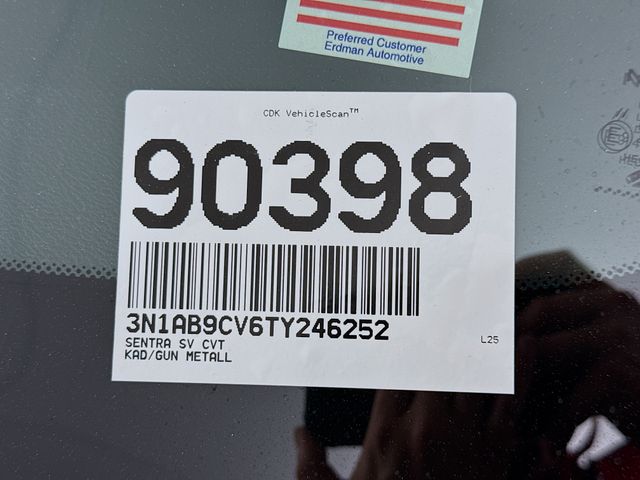 Preferred Customer
Erdman Automotive
CDK VehicleScan™
90398
3N1AB9CV6TY246252
SENTRA SV CVT
L25
KAD/GUN METALL